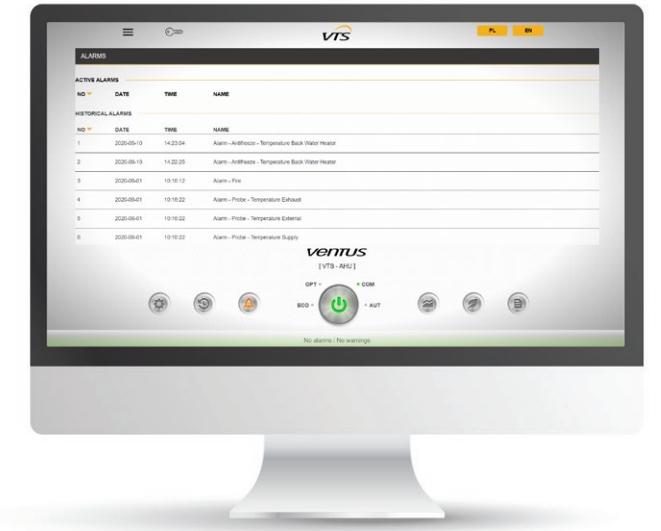 VTS
PL EN
ALARMS
ACTIVE ALARMS
NO DATE TIME NAME
HISTORICAL ALARMS
NO DATE TIME NAME
1 2020-09-10 14:23:04 Alarm - Antifreeze - Temperature Back Water Heater
2 2020-09-10 14:22:25 Alarm - Antifreeze - Temperature Back Water Heater
3 2020-09-01 10:16:12 Alarm - Fire
4 2020-09-01 10:16:22 Alarm - Probe - Temperature Exhaust
5 2020-09-01 10:16:22 Alarm - Probe - Temperature External
6 2020-09-01 10:16:22 Alarm - Probe - Temperature Supply
VENTUS
[ VTS - AHU ]
OPT COM
ECO AUT
No alarms / No warnings